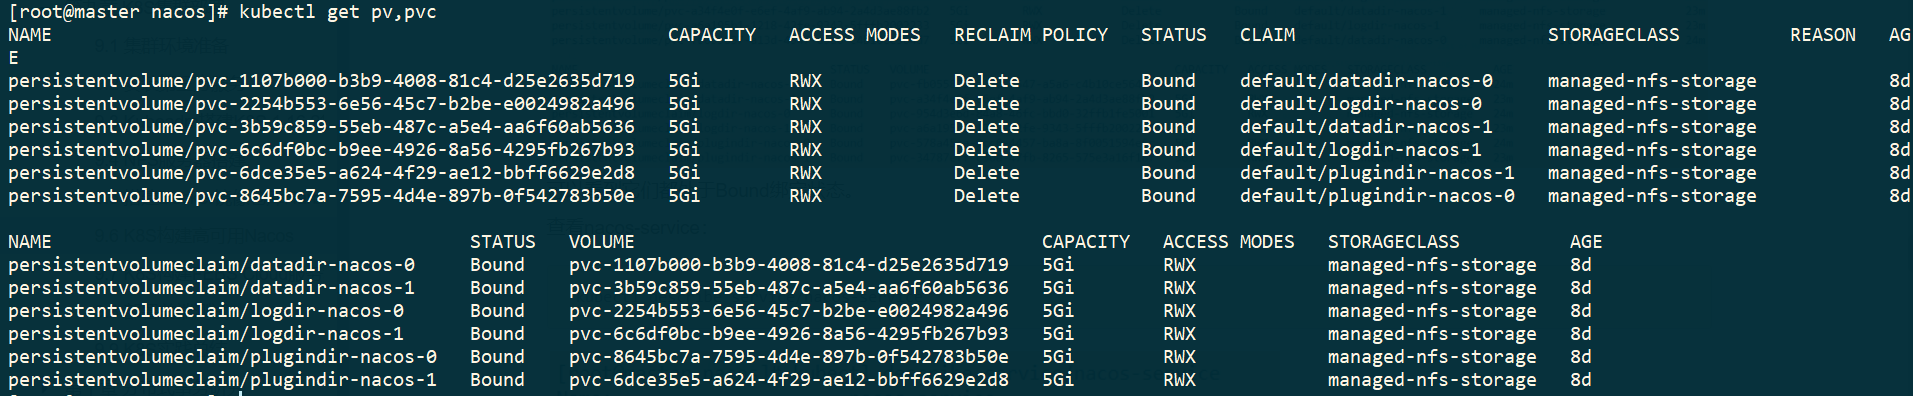 [root@master nacos]# kubectl get pv,pvc
NAME CAPACITY ACCESS MODES RECLAIM POLICY STATUS CLAIM STORAGECLASS REASON AG
E
persistentvolume/pvc-1107b000-b3b9-4008-81c4-d25e2635d719 5Gi RWX Delete Bound default/datadir-nacos-0 managed-nfs-storage 8d
persistentvolume/pvc-2254b553-6e56-45c7-b2be-e0024982a496 5Gi RWX Delete Bound default/logdir-nacos-0 managed-nfs-storage 8d
persistentvolume/pvc-3b59c859-55eb-487c-a5e4-aa6f60ab5636 5Gi RWX Delete Bound default/datadir-nacos-1 managed-nfs-storage 8d
persistentvolume/pvc-6c6df0bc-b9ee-4926-8a56-4295fb267b93 5Gi RWX Delete Bound default/logdir-nacos-1 managed-nfs-storage 8d
persistentvolume/pvc-6dce35e5-a624-4f29-ae12-bbff6629e2d8 5Gi RWX Delete Bound default/plugindir-nacos-1 managed-nfs-storage 8d
persistentvolume/pvc-8645bc7a-7595-4d4e-897b-0f542783b50e 5Gi RWX Delete Bound default/plugindir-nacos-0 managed-nfs-storage 8d
NAME STATUS VOLUME CAPACITY ACCESS MODES STORAGECLASS AGE
persistentvolumeclaim/datadir-nacos-0 Bound pvc-1107b000-b3b9-4008-81c4-d25e2635d719 5Gi RWX managed-nfs-storage 8d
persistentvolumeclaim/datadir-nacos-1 Bound pvc-3b59c859-55eb-487c-a5e4-aa6f60ab5636 5Gi RWX managed-nfs-storage 8d
persistentvolumeclaim/logdir-nacos-0 Bound pvc-2254b553-6e56-45c7-b2be-e0024982a496 5Gi RWX managed-nfs-storage 8d
persistentvolumeclaim/logdir-nacos-1 Bound pvc-6c6df0bc-b9ee-4926-8a56-4295fb267b93 5Gi RWX managed-nfs-storage 8d
persistentvolumeclaim/plugindir-nacos-0 Bound pvc-8645bc7a-7595-4d4e-897b-0f542783b50e 5Gi RWX managed-nfs-storage 8d
persistentvolumeclaim/plugindir-nacos-1 Bound pvc-6dce35e5-a624-4f29-ae12-bbff6629e2d8 5Gi RWX managed-nfs-storage 8d